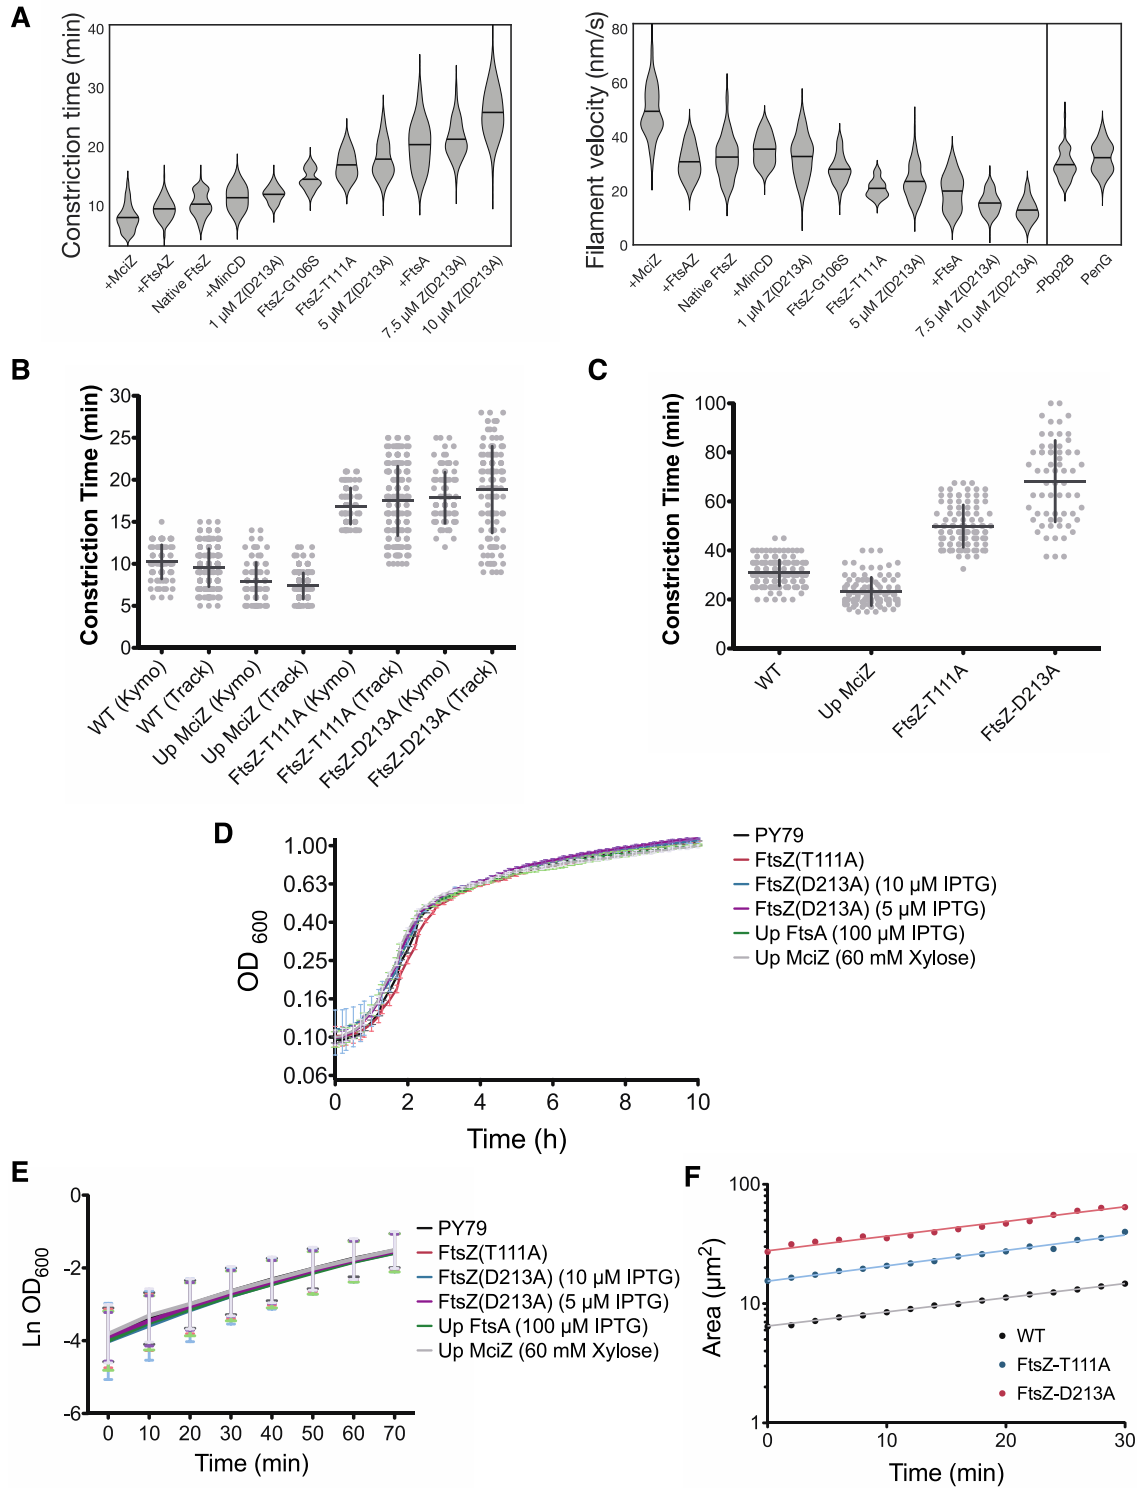 A
Constriction time (min)
40
30
20
10
+MciZ
+FtsAZ
Native FtsZ
+MinCD
1 µM Z(D213A)
FtsZ-G106S
FtsZ-T111A
5 µM Z(D213A)
+FtsA
7.5 µM Z(D213A)
10 µM Z(D213A)
Filament velocity (nm/s)
80
60
40
20
0
+MciZ
+FtsAZ
Native FtsZ
+MinCD
1 µM Z(D213A)
FtsZ-G106S
FtsZ-T111A
5 µM Z(D213A)
+FtsA
7.5 µM Z(D213A)
10 µM Z(D213A)
-Pbp2B
PenG
B
Constriction Time (min)
30
25
20
15
10
5
0
WT (Kymo)
WT (Track)
Up MciZ (Kymo)
Up MciZ (Track)
FtsZ-T111A (Kymo)
FtsZ-T111A (Track)
FtsZ-D213A (Kymo)
FtsZ-D213A (Track)
C
Constriction Time (min)
100
80
60
40
20
0
WT
Up MciZ
FtsZ-T111A
FtsZ-D213A
D
OD 600
1.00
0.63
0.40
0.25
0.16
0.10
0.06
0 2 4 6 8 10
Time (h)
PY79
FtsZ(T111A)
FtsZ(D213A) (10 µM IPTG)
FtsZ(D213A) (5 µM IPTG)
Up FtsA (100 µM IPTG)
Up MciZ (60 mM Xylose)
E
Ln OD600
0
-2
-4
-6
0 10 20 30 40 50 60 70
Time (min)
PY79
FtsZ(T111A)
FtsZ(D213A) (10 µM IPTG)
FtsZ(D213A) (5 µM IPTG)
Up FtsA (100 µM IPTG)
Up MciZ (60 mM Xylose)
F
Area (µm²)
100
10
1
0 10 20 30
Time (min)
WT
FtsZ-T111A
FtsZ-D213A